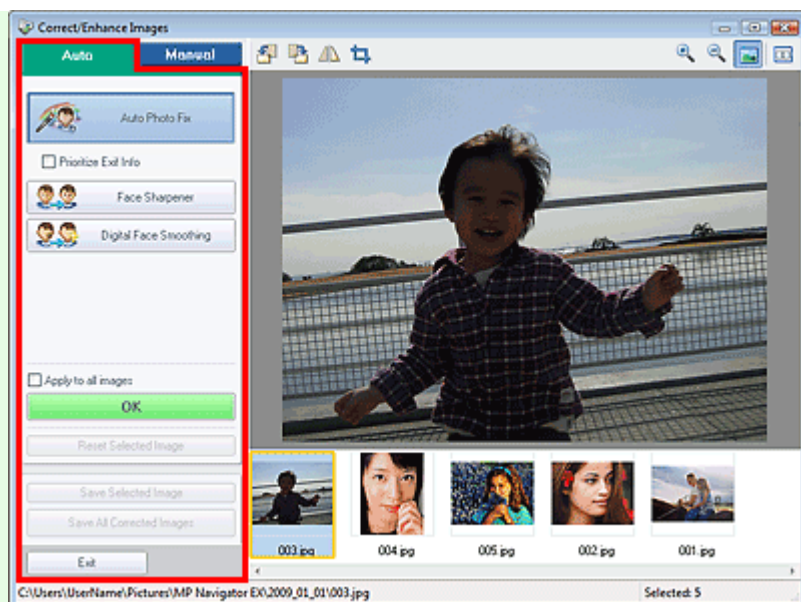 Correct/Enhance Images
Auto
Manual
Auto Photo Fix
Prioritize Exif Info
Face Sharpener
Digital Face Smoothing
Apply to all images
OK
Reset Selected Image
Save Selected Image
Save All Corrected Images
Exit
003.jpg
004.jpg
005.jpg
002.jpg
001.jpg
C:\Users\UserName\Pictures\MP Navigator EX\2009_01_01\003.jpg
Selected: 5